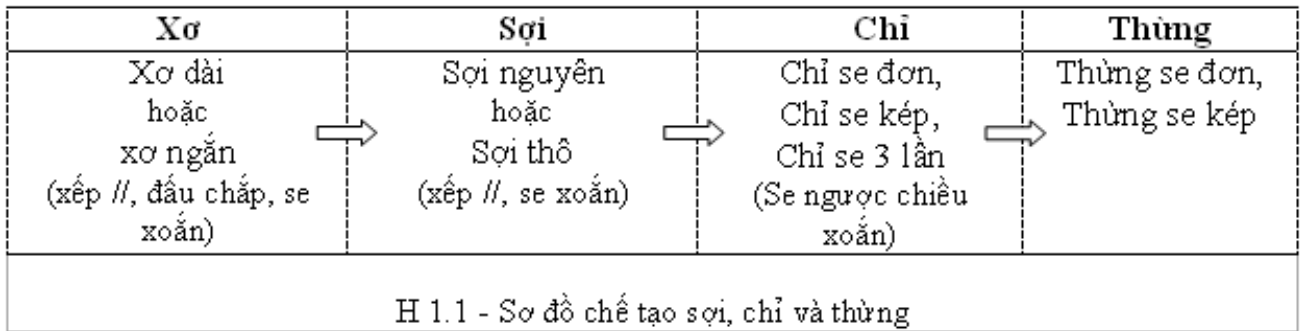 Xơ Sợi Chỉ Thừng
Xơ dài
hoặc
xơ ngắn
(xếp //, đấu chắp, se
xoắn)
Sợi nguyên
hoặc
Sợi thô
(xếp //, se xoắn)
Chỉ se đơn,
Chỉ se kép,
Chỉ se 3 lần
(Se ngược chiều
xoắn)
Thừng se đơn,
Thừng se kép
H 1.1 - Sơ đồ chế tạo sợi, chỉ và thừng